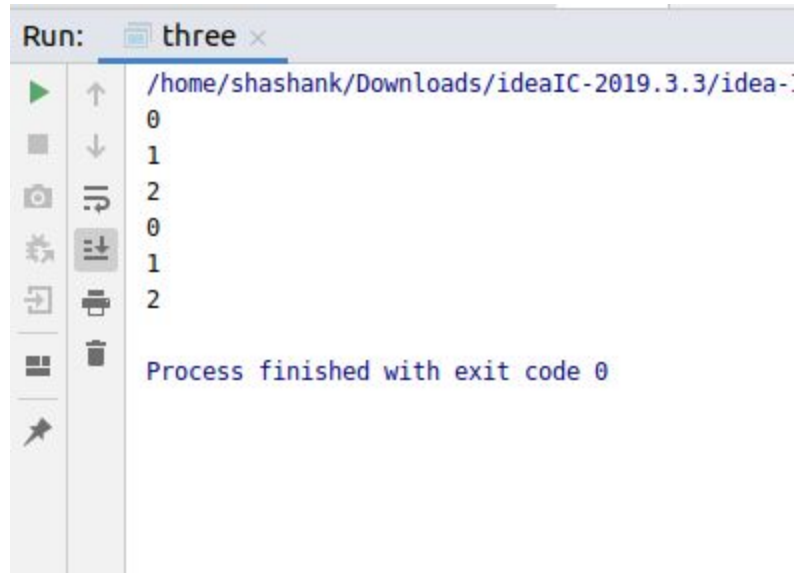 Run: three ×
/home/shashank/Downloads/ideaIC-2019.3.3/idea-
0
1
2
0
1
2
Process finished with exit code 0